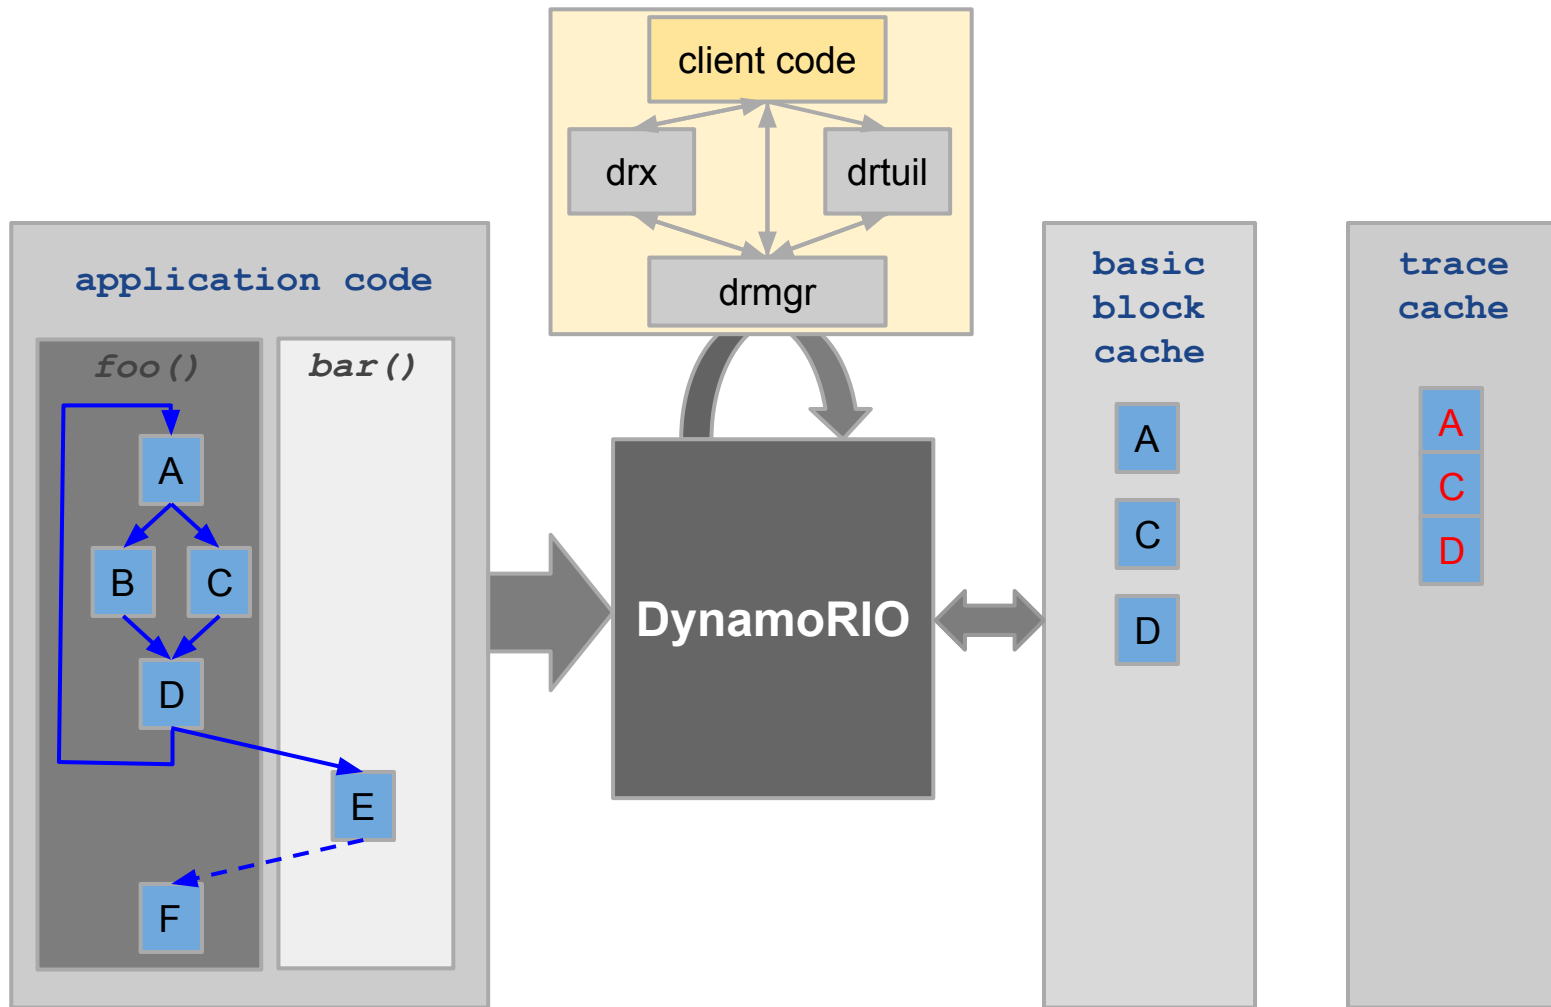 client code
drx
drtuil
drmgr
application code
foo()
bar()
A
B
C
D
E
F
DynamoRIO
basic
block
cache
A
C
D
trace
cache
A
C
D